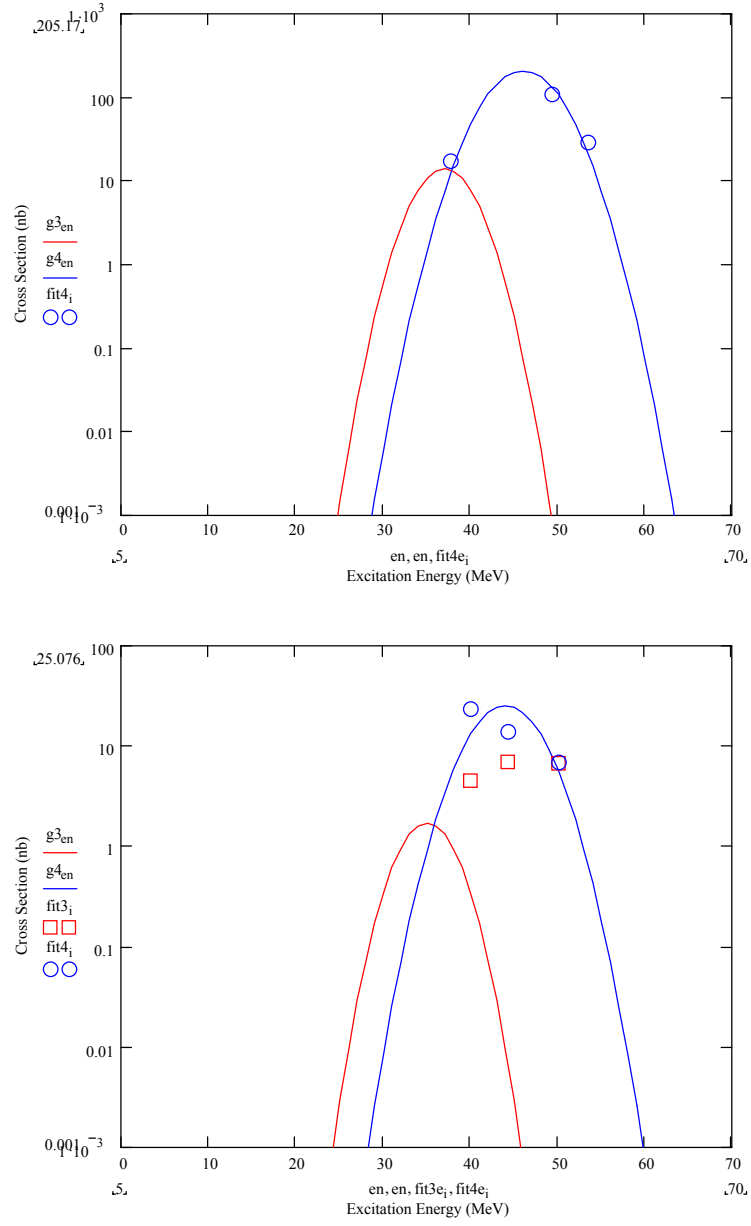 1·10³
⌟205.17⌞
100
10
1
0.1
0.01
0.001
1·10⁻³
Cross Section (nb)
g3en
g4en
fit4i
0 10 20 30 40 50 60 70
⌟5⌞ en, en, fit4ei ⌟70⌞
Excitation Energy (MeV)
100
⌟25.076⌞
10
1
0.1
0.01
0.001
1·10⁻³
Cross Section (nb)
g3en
g4en
fit3i
fit4i
0 10 20 30 40 50 60 70
⌟5⌞ en, en, fit3ei, fit4ei ⌟70⌞
Excitation Energy (MeV)